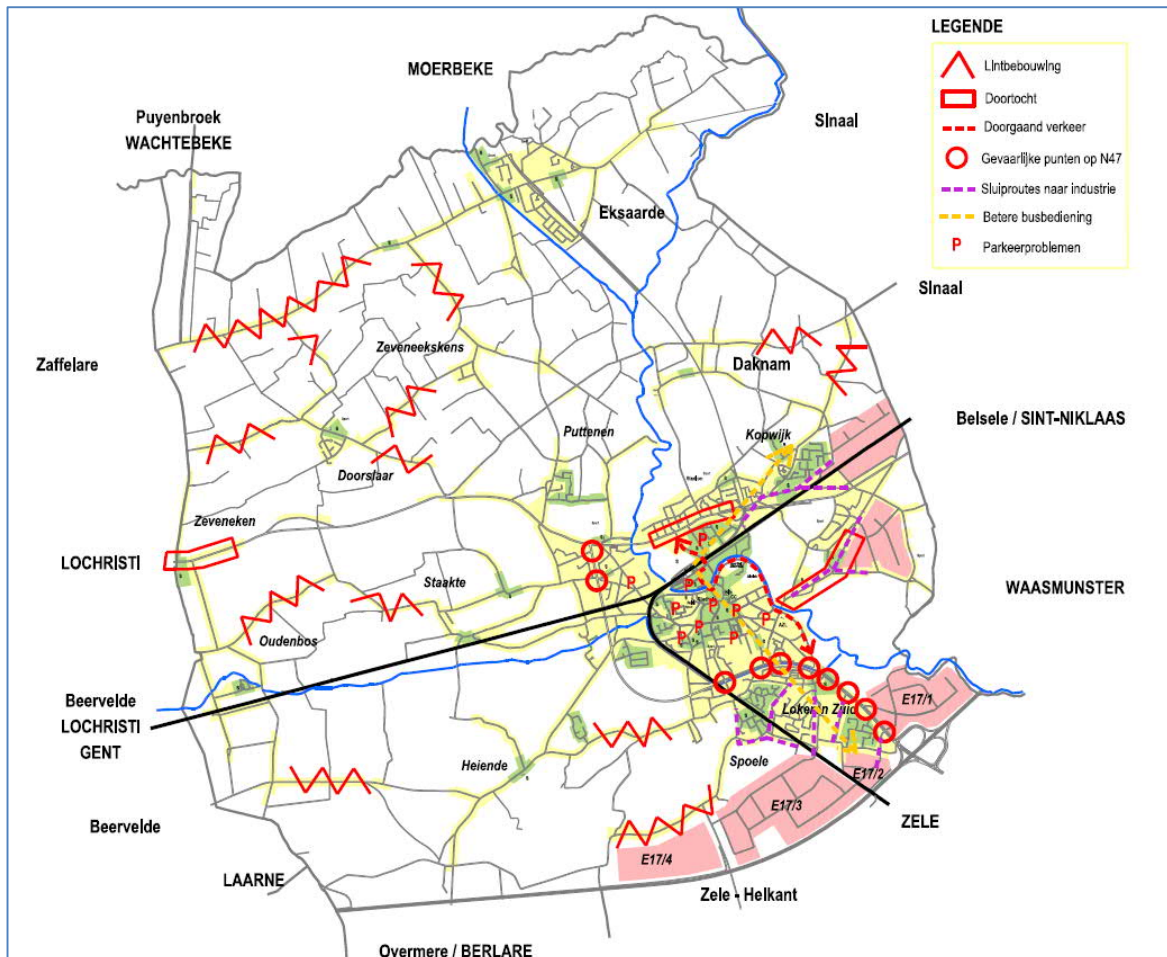 LEGENDE
Lintbebouwing
Doortocht
Doorgaand verkeer
Gevaarlijke punten op N47
Sluiproutes naar industrie
Betere busbediening
P Parkeerproblemen
MOERBEKE
Puyenbroek
WACHTEBEKE
Sinaal
Eksaarde
Sinaal
Zaffelare
Zeveneekskens
Daknam
Belsele / SINT-NIKLAAS
Puttenen
Kopwijk
Doorslaar
Zeveneken
LOCHRISTI
Staakte
P
P
P
P
P
P
P
P
P
P
WAASMUNSTER
Oudenbos
Beervelde
LOCHRISTI
GENT
E17/1
Lokeren Zuid
Heiende
Spoele
E17/2
E17/3
Beervelde
ZELE
E17/4
LAARNE
Zele - Heikant
Overmere / BERLARE